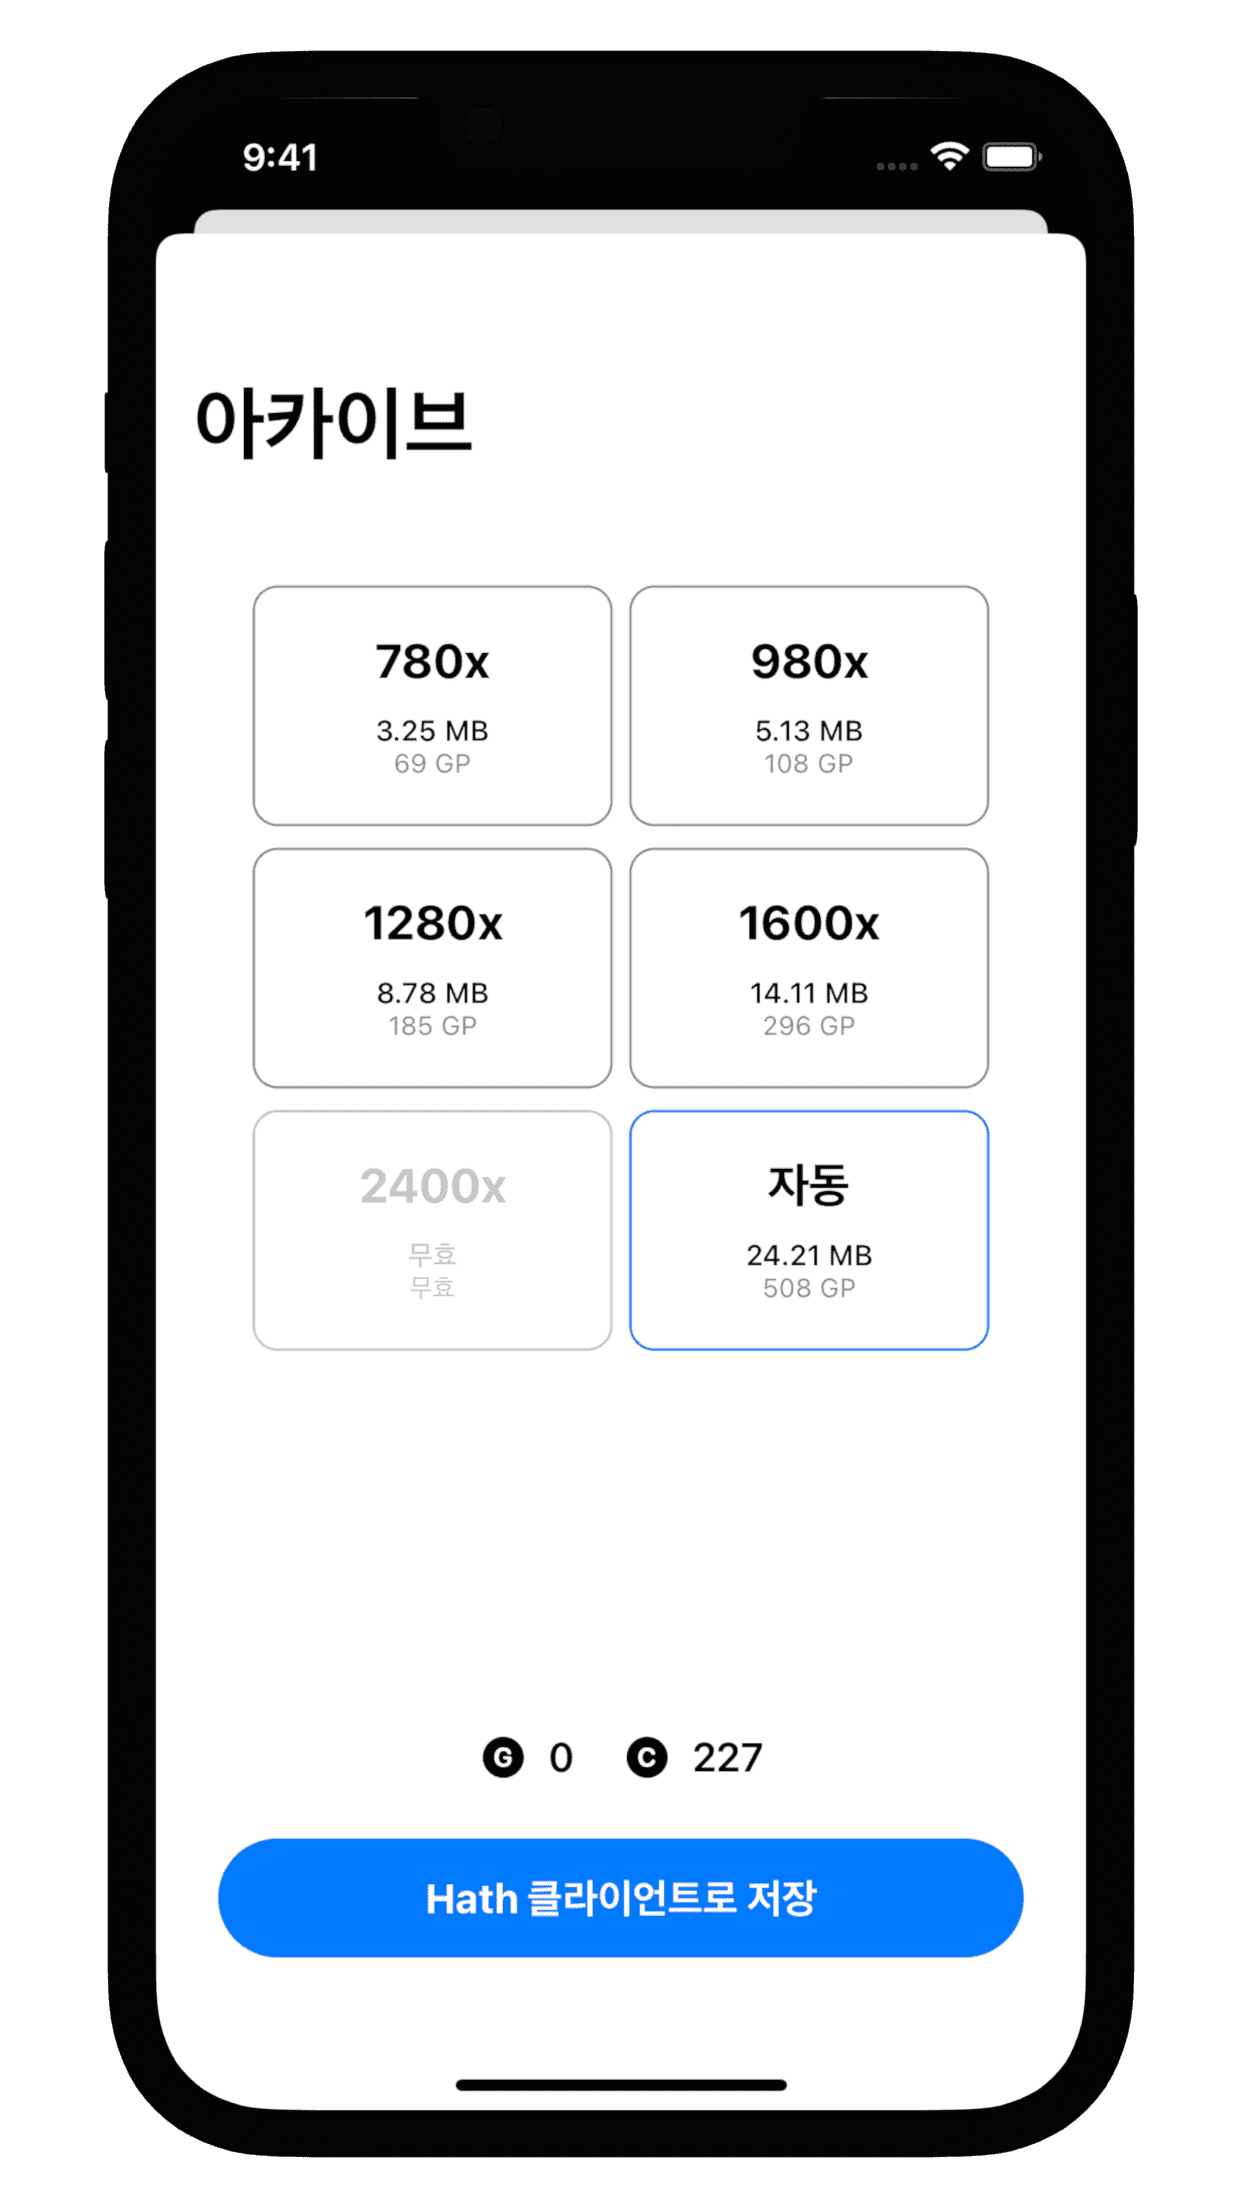 9:41
아카이브
780x
3.25 MB
69 GP
980x
5.13 MB
108 GP
1280x
8.78 MB
185 GP
1600x
14.11 MB
296 GP
2400x
무효
무효
자동
24.21 MB
508 GP
G 0 C 227
Hath 클라이언트로 저장